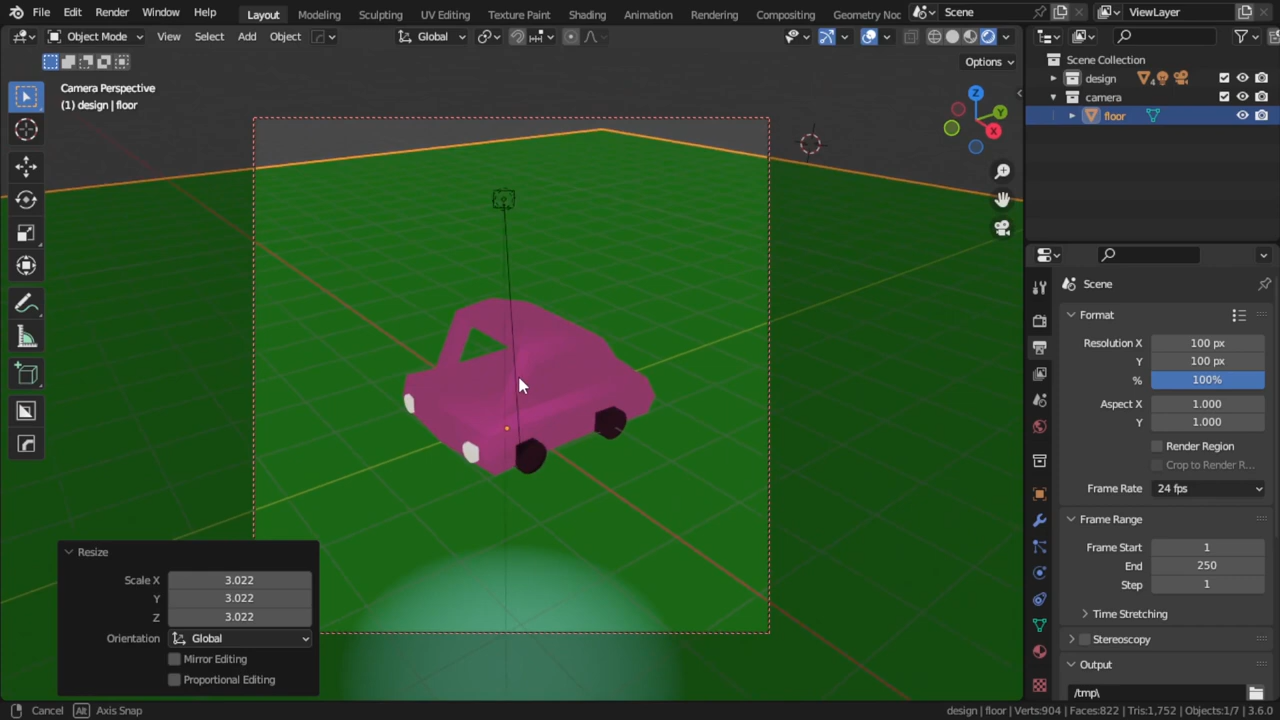 File Edit Render Window Help Layout Modeling Sculpting UV Editing Texture Paint Shading Animation Rendering Compositing Geometry Noc Scene ViewLayer
Object Mode View Select Add Object Global
Options
Camera Perspective
(1) design | floor
Z
Y
X
Scene Collection
design 4
camera
floor
Scene
Format
Resolution X 100 px
Y 100 px
% 100%
Aspect X 1.000
Y 1.000
Render Region
Crop to Render R...
Frame Rate 24 fps
Frame Range
Frame Start 1
End 250
Step 1
Time Stretching
Stereoscopy
Output
/tmp\
Resize
Scale X 3.022
Y 3.022
Z 3.022
Orientation Global
Mirror Editing
Proportional Editing
Cancel Alt Axis Snap design | floor | Verts:904 | Faces:822 | Tris:1,752 | Objects:1/7 | 3.6.0